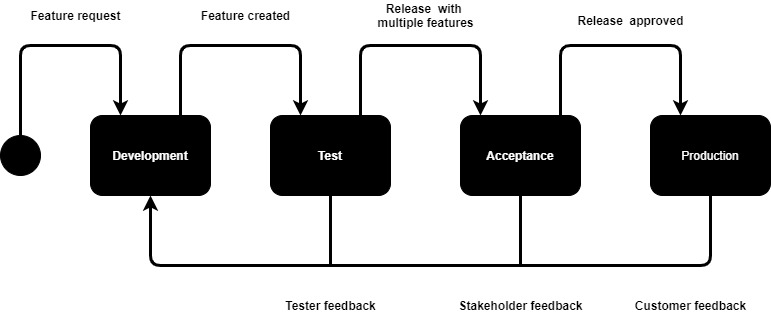 Feature request
Feature created
Release with
multiple features
Release approved
Development
Test
Acceptance
Production
Tester feedback
Stakeholder feedback
Customer feedback